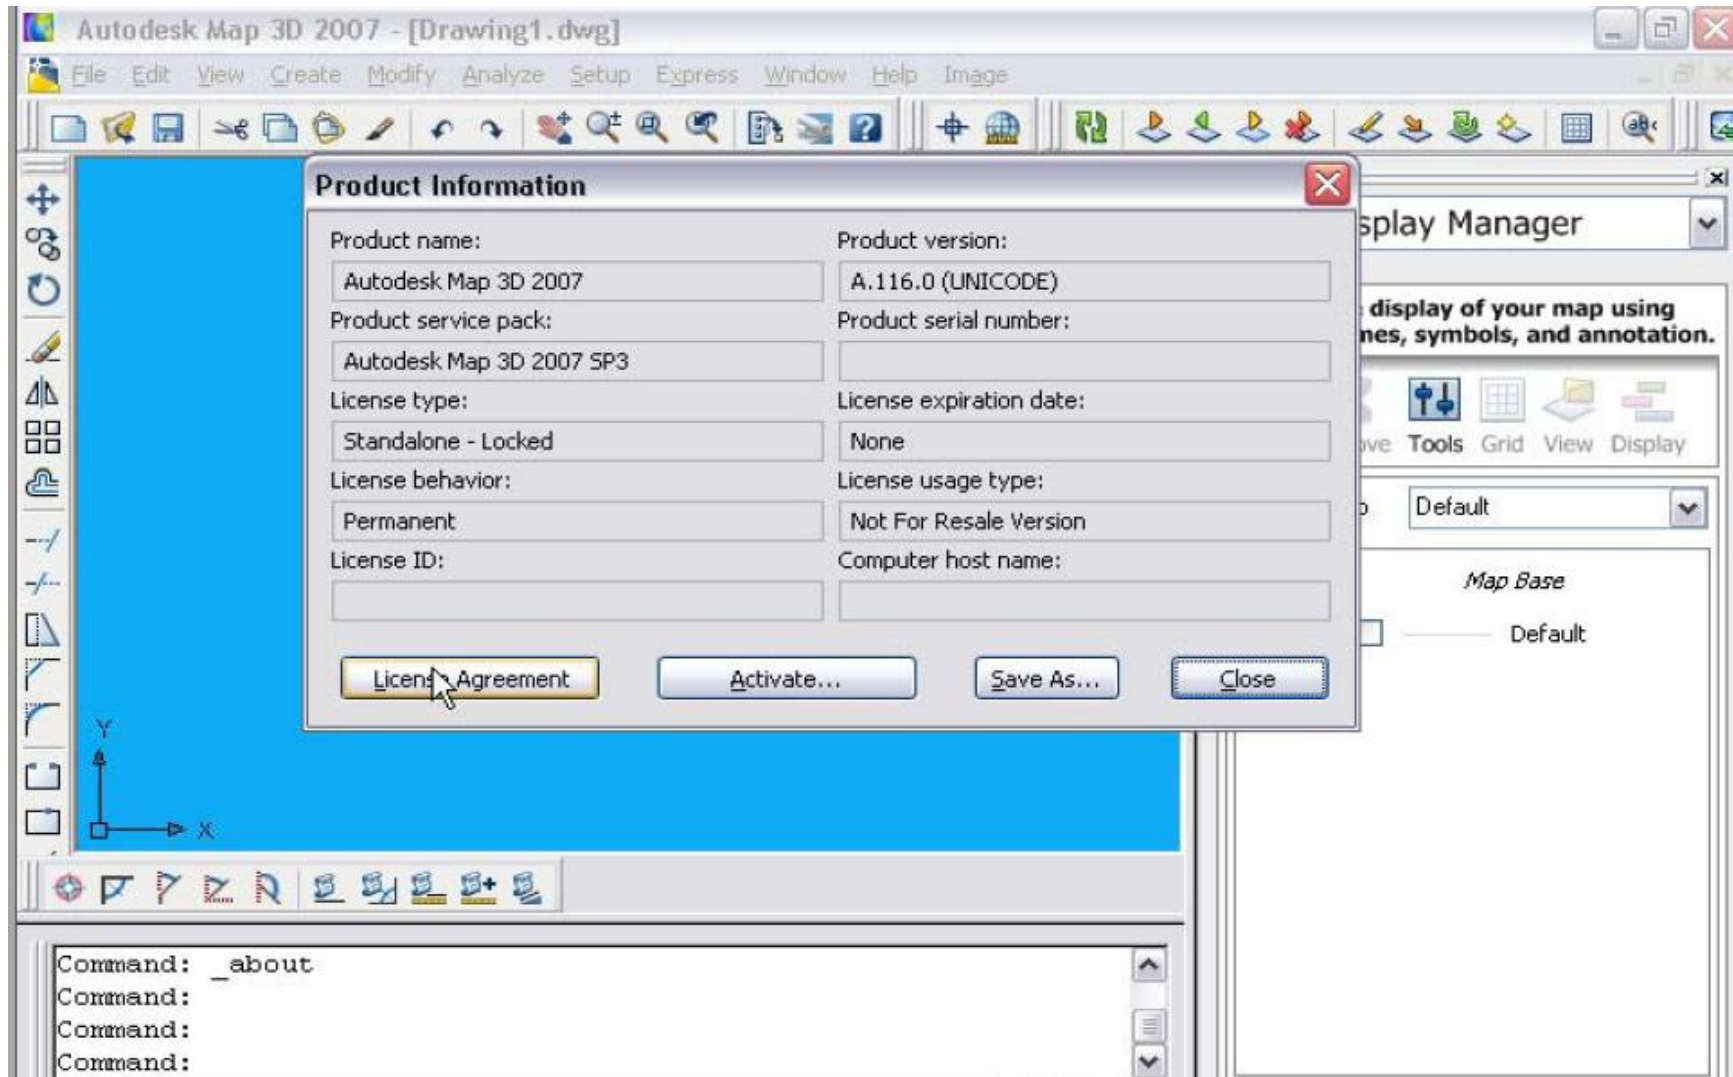 Autodesk Map 3D 2007 - [Drawing1.dwg]
File Edit View Create Modify Analyze Setup Express Window Help Image
Product Information
Product name: Product version:
Autodesk Map 3D 2007 A.116.0 (UNICODE)
Product service pack: Product serial number:
Autodesk Map 3D 2007 SP3
License type: License expiration date:
Standalone - Locked None
License behavior: License usage type:
Permanent Not For Resale Version
License ID: Computer host name:
License Agreement Activate... Save As... Close
splay Manager
display of your map using
nes, symbols, and annotation.
ove Tools Grid View Display
Default
Map Base
Default
Y
X
Command: _about
Command:
Command:
Command: